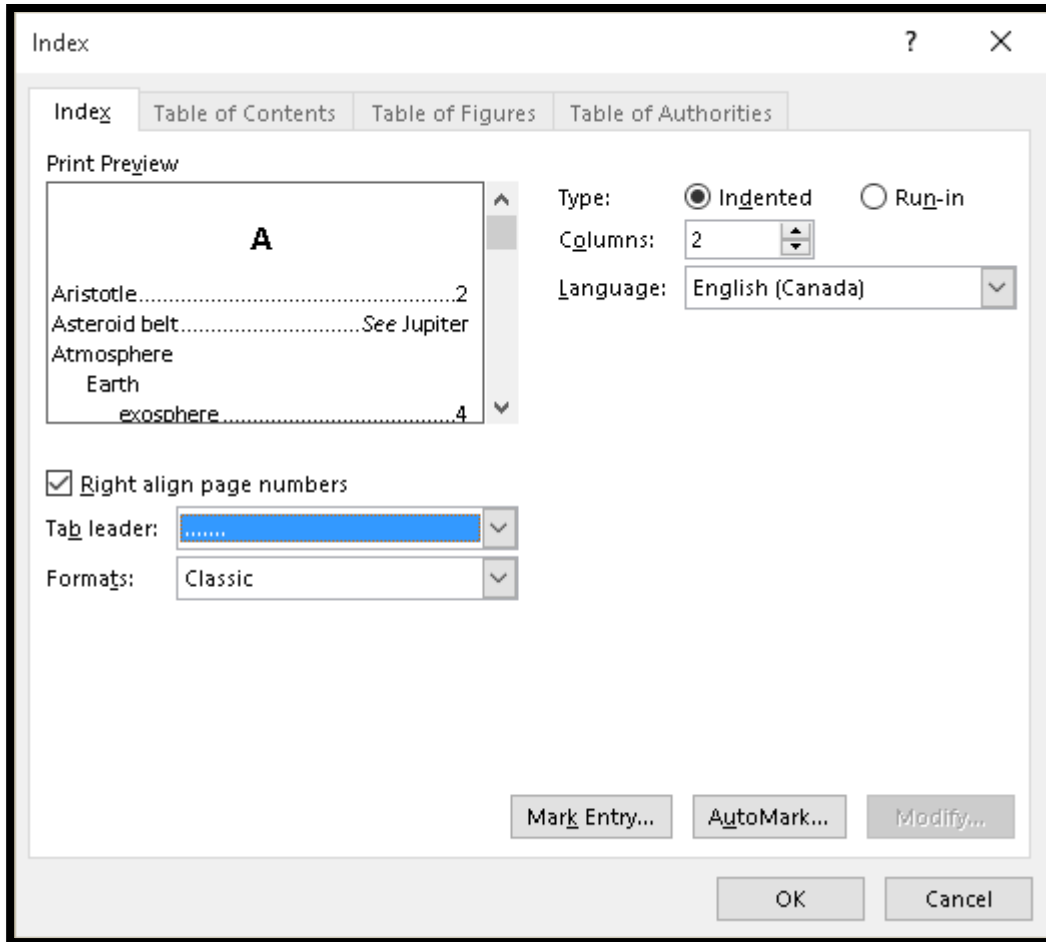 Index ?
Index Table of Contents Table of Figures Table of Authorities
Print Preview
A
Aristotle.................................................2
Asteroid belt............................See Jupiter
Atmosphere
Earth
exosphere....................................4
Type: Indented Run-in
Columns: 2
Language: English (Canada)
Right align page numbers
Tab leader: .......
Formats: Classic
Mark Entry... AutoMark... Modify...
OK Cancel